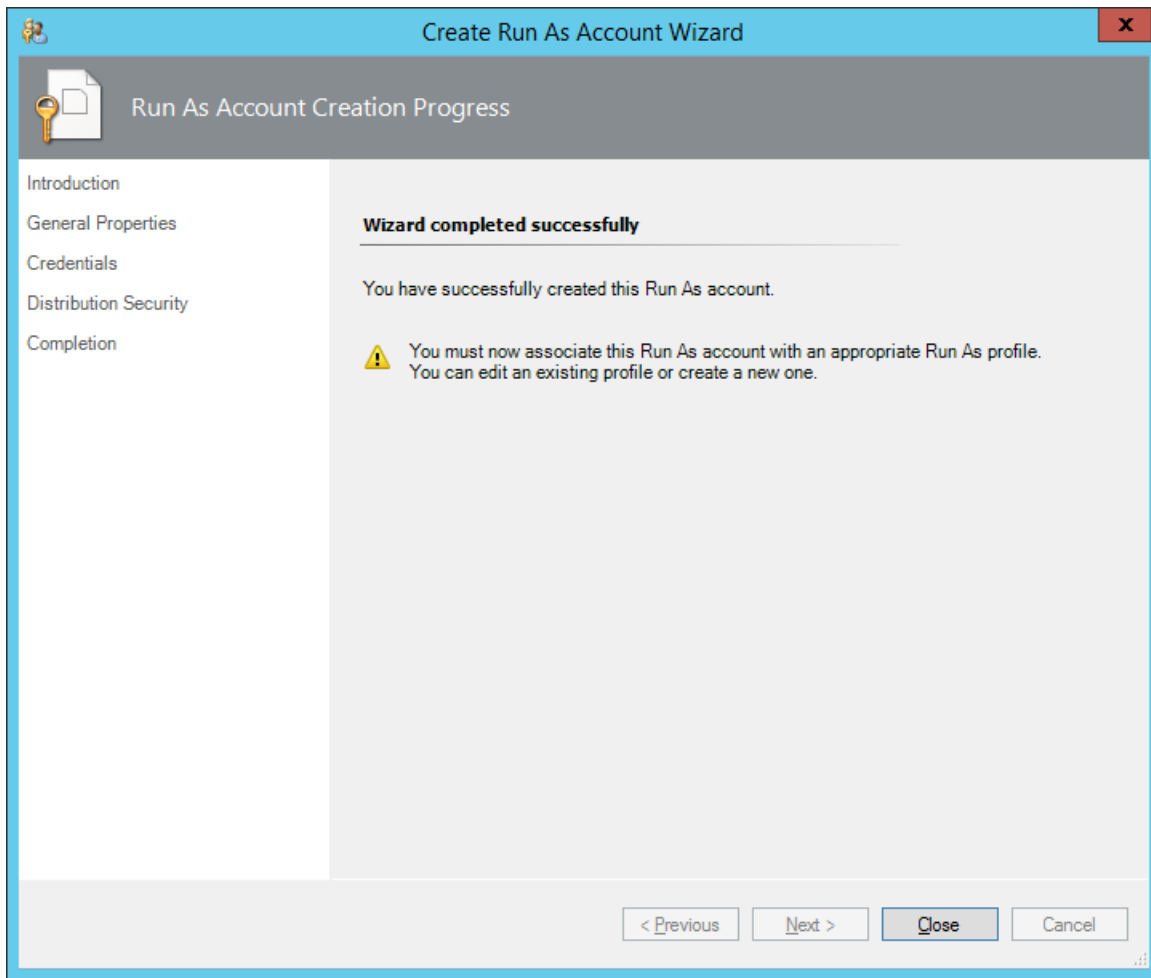 Create Run As Account Wizard
x
Run As Account Creation Progress
Introduction
General Properties
Credentials
Distribution Security
Completion
Wizard completed successfully
You have successfully created this Run As account.
You must now associate this Run As account with an appropriate Run As profile.
You can edit an existing profile or create a new one.
< Previous
Next >
Close
Cancel